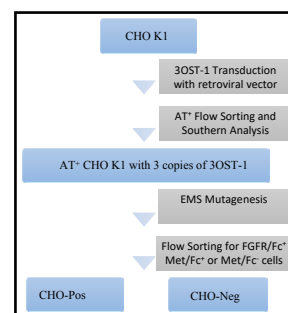 CHO K1
3OST-1 Transduction
with retroviral vector
AT⁺ Flow Sorting and
Southern Analysis
AT⁺ CHO K1 with 3 copies of 3OST-1
EMS Mutagenesis
Flow Sorting for FGFR/Fc⁺
Met/Fc⁺ or Met/Fc⁻ cells
CHO-Pos
CHO-Neg